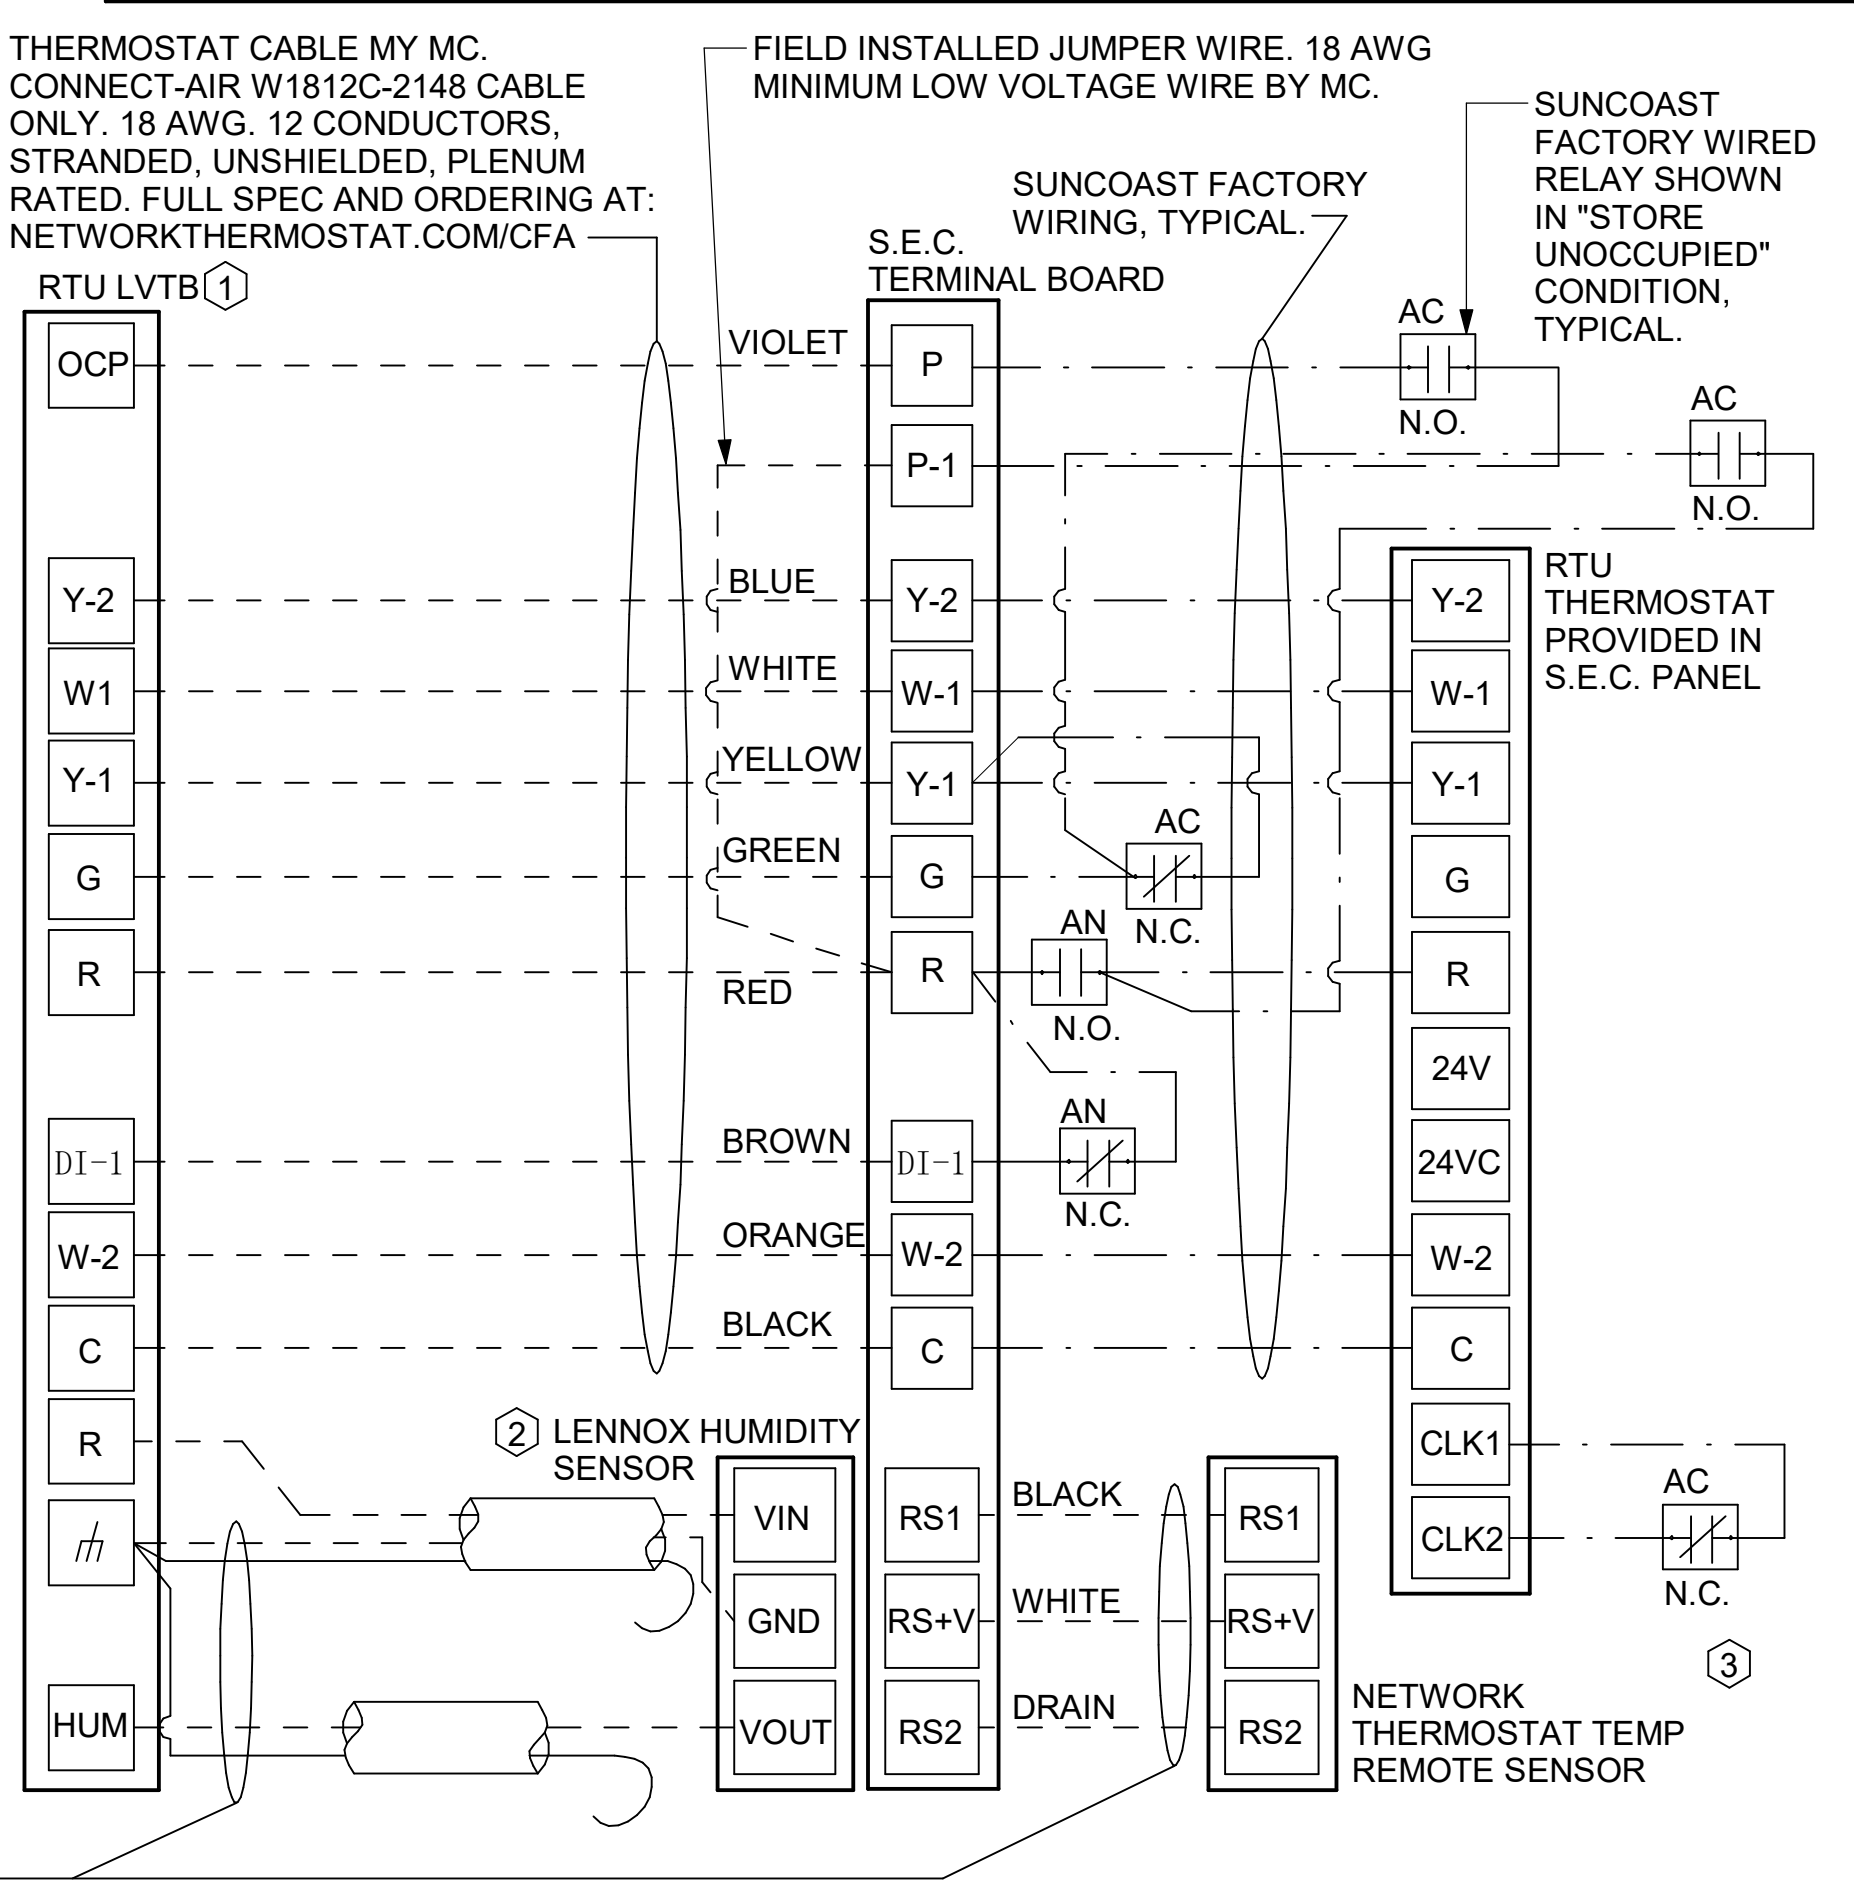 THERMOSTAT CABLE MY MC.
CONNECT-AIR W1812C-2148 CABLE
ONLY. 18 AWG. 12 CONDUCTORS,
STRANDED, UNSHIELDED, PLENUM
RATED. FULL SPEC AND ORDERING AT:
NETWORKTHERMOSTAT.COM/CFA
FIELD INSTALLED JUMPER WIRE. 18 AWG
MINIMUM LOW VOLTAGE WIRE BY MC.
SUNCOAST FACTORY
WIRING, TYPICAL.
SUNCOAST
FACTORY WIRED
RELAY SHOWN
IN "STORE
UNOCCUPIED"
CONDITION,
TYPICAL.
RTU LVTB 1
OCP
Y-2
W1
Y-1
G
R
DI-1
W-2
C
R
HUM
VIOLET
BLUE
WHITE
YELLOW
GREEN
RED
BROWN
ORANGE
BLACK
S.E.C.
TERMINAL BOARD
P
P-1
Y-2
W-1
Y-1
G
R
DI-1
W-2
C
RS1
RS+V
RS2
AC
N.O.
AC
N.O.
AC
N.C.
AN
N.O.
AN
N.C.
RTU
THERMOSTAT
PROVIDED IN
S.E.C. PANEL
Y-2
W-1
Y-1
G
R
24V
24VC
W-2
C
CLK1
CLK2
AC
N.C.
3
2 LENNOX HUMIDITY
SENSOR
VIN
GND
VOUT
BLACK
WHITE
DRAIN
RS1
RS+V
RS2
NETWORK
THERMOSTAT TEMP
REMOTE SENSOR